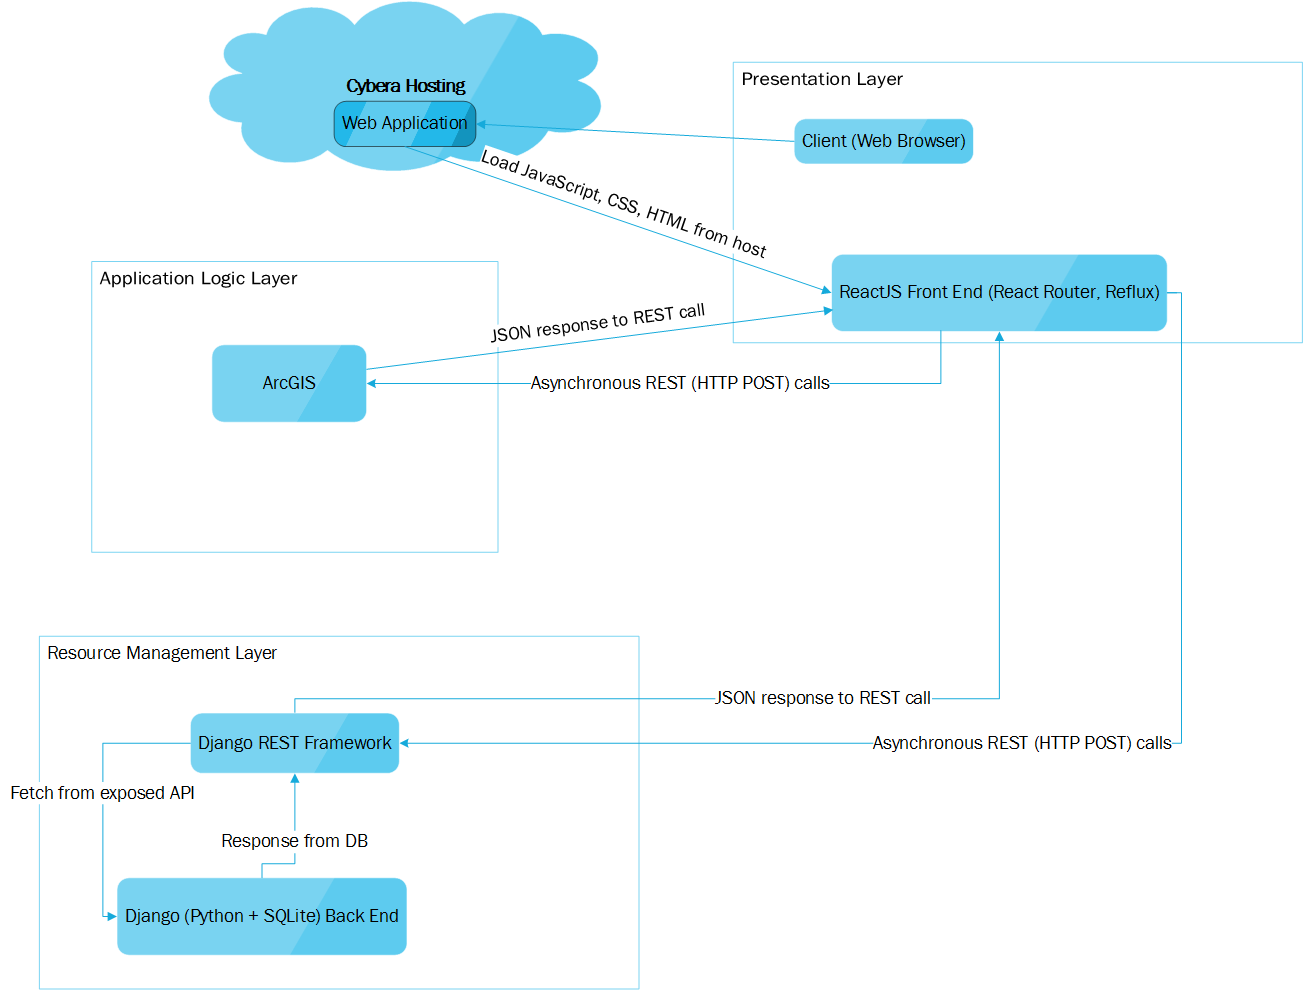 Cybera Hosting
Web Application
Presentation Layer
Client (Web Browser)
Load JavaScript, CSS, HTML from host
Application Logic Layer
ReactJS Front End (React Router, Reflux)
JSON response to REST call
ArcGIS
Asynchronous REST (HTTP POST) calls
Resource Management Layer
JSON response to REST call
Django REST Framework
Asynchronous REST (HTTP POST) calls
Fetch from exposed API
Response from DB
Django (Python + SQLite) Back End